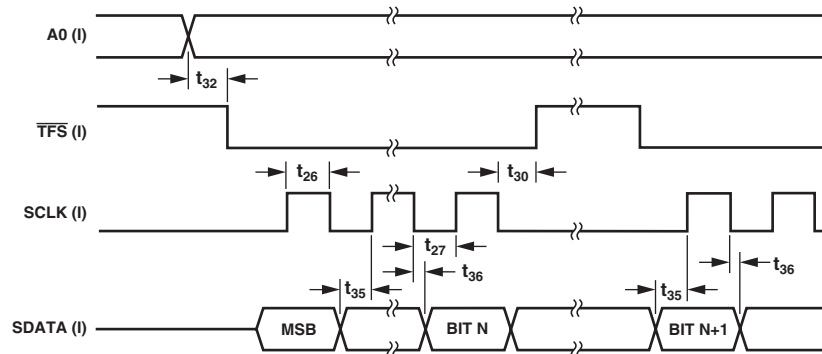 A0 (I)
t32
TFS (I)
t26
t30
SCLK (I)
t27
t36
t36
t35
t35
SDATA (I)
MSB
BIT N
BIT N+1